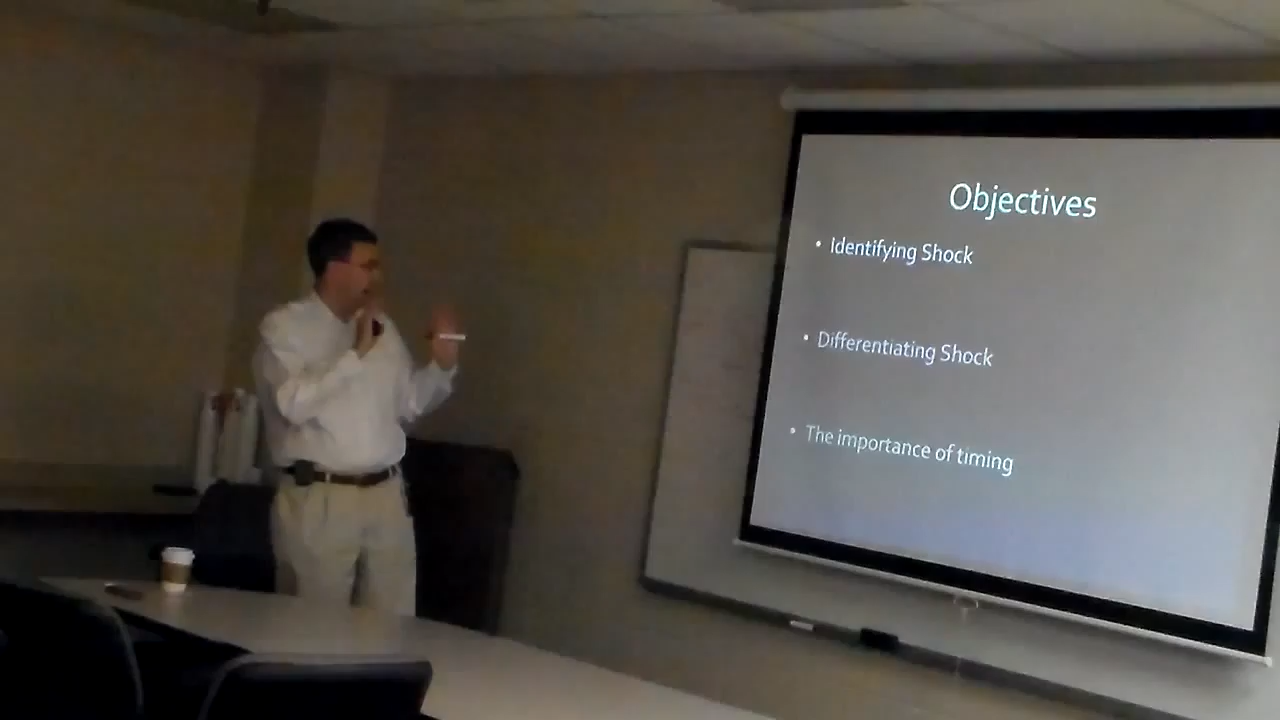 Objectives
• Identifying Shock
• Differentiating Shock
• The importance of timing